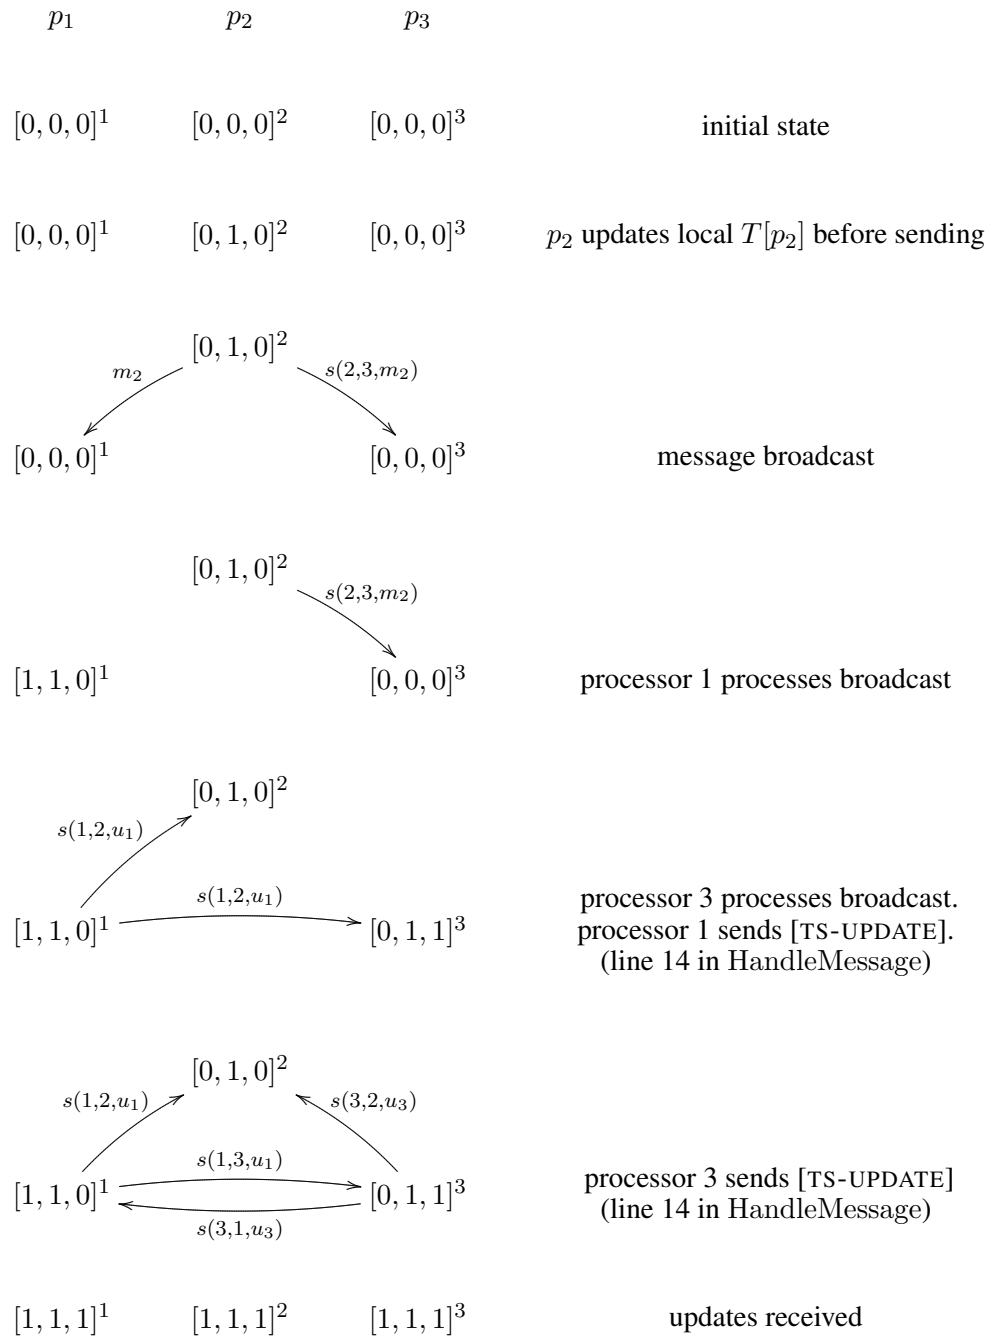 p₁ p₂ p₃
[0, 0, 0]¹ [0, 0, 0]² [0, 0, 0]³ initial state
[0, 0, 0]¹ [0, 1, 0]² [0, 0, 0]³ p₂ updates local T[p₂] before sending
[0, 1, 0]²
m₂ s(2,3,m₂)
[0, 0, 0]¹ [0, 0, 0]³ message broadcast
[0, 1, 0]²
s(2,3,m₂)
[1, 1, 0]¹ [0, 0, 0]³ processor 1 processes broadcast
[0, 1, 0]²
s(1,2,u₁)
s(1,2,u₁) processor 3 processes broadcast.
[1, 1, 0]¹ [0, 1, 1]³ processor 1 sends [TS-UPDATE].
(line 14 in HandleMessage)
[0, 1, 0]²
s(1,2,u₁) s(3,2,u₃)
s(1,3,u₁) processor 3 sends [TS-UPDATE]
[1, 1, 0]¹ [0, 1, 1]³ (line 14 in HandleMessage)
s(3,1,u₃)
[1, 1, 1]¹ [1, 1, 1]² [1, 1, 1]³ updates received